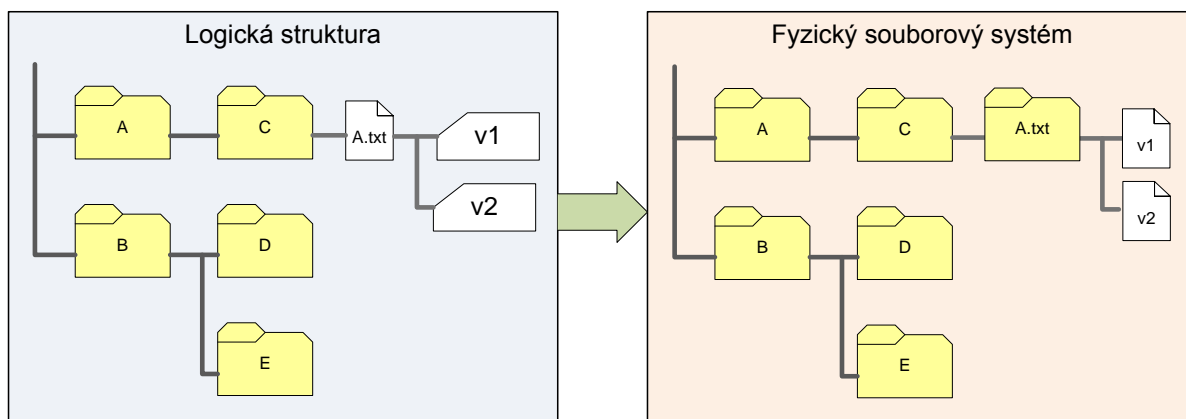 Logická struktura
A
C
A.txt
v1
v2
B
D
E
Fyzický souborový systém
A
C
A.txt
v1
v2
B
D
E